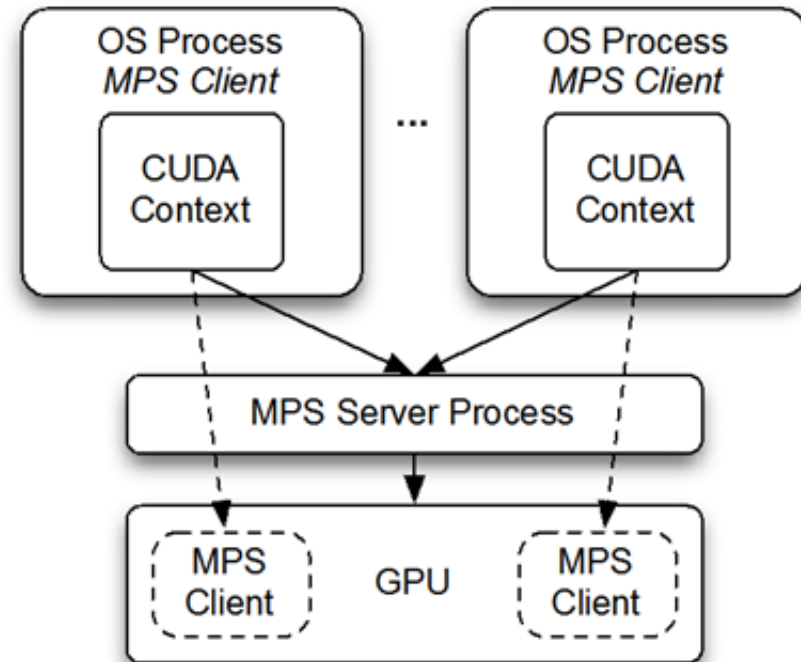 OS Process
MPS Client
CUDA
Context
...
OS Process
MPS Client
CUDA
Context
MPS Server Process
MPS
Client
GPU
MPS
Client